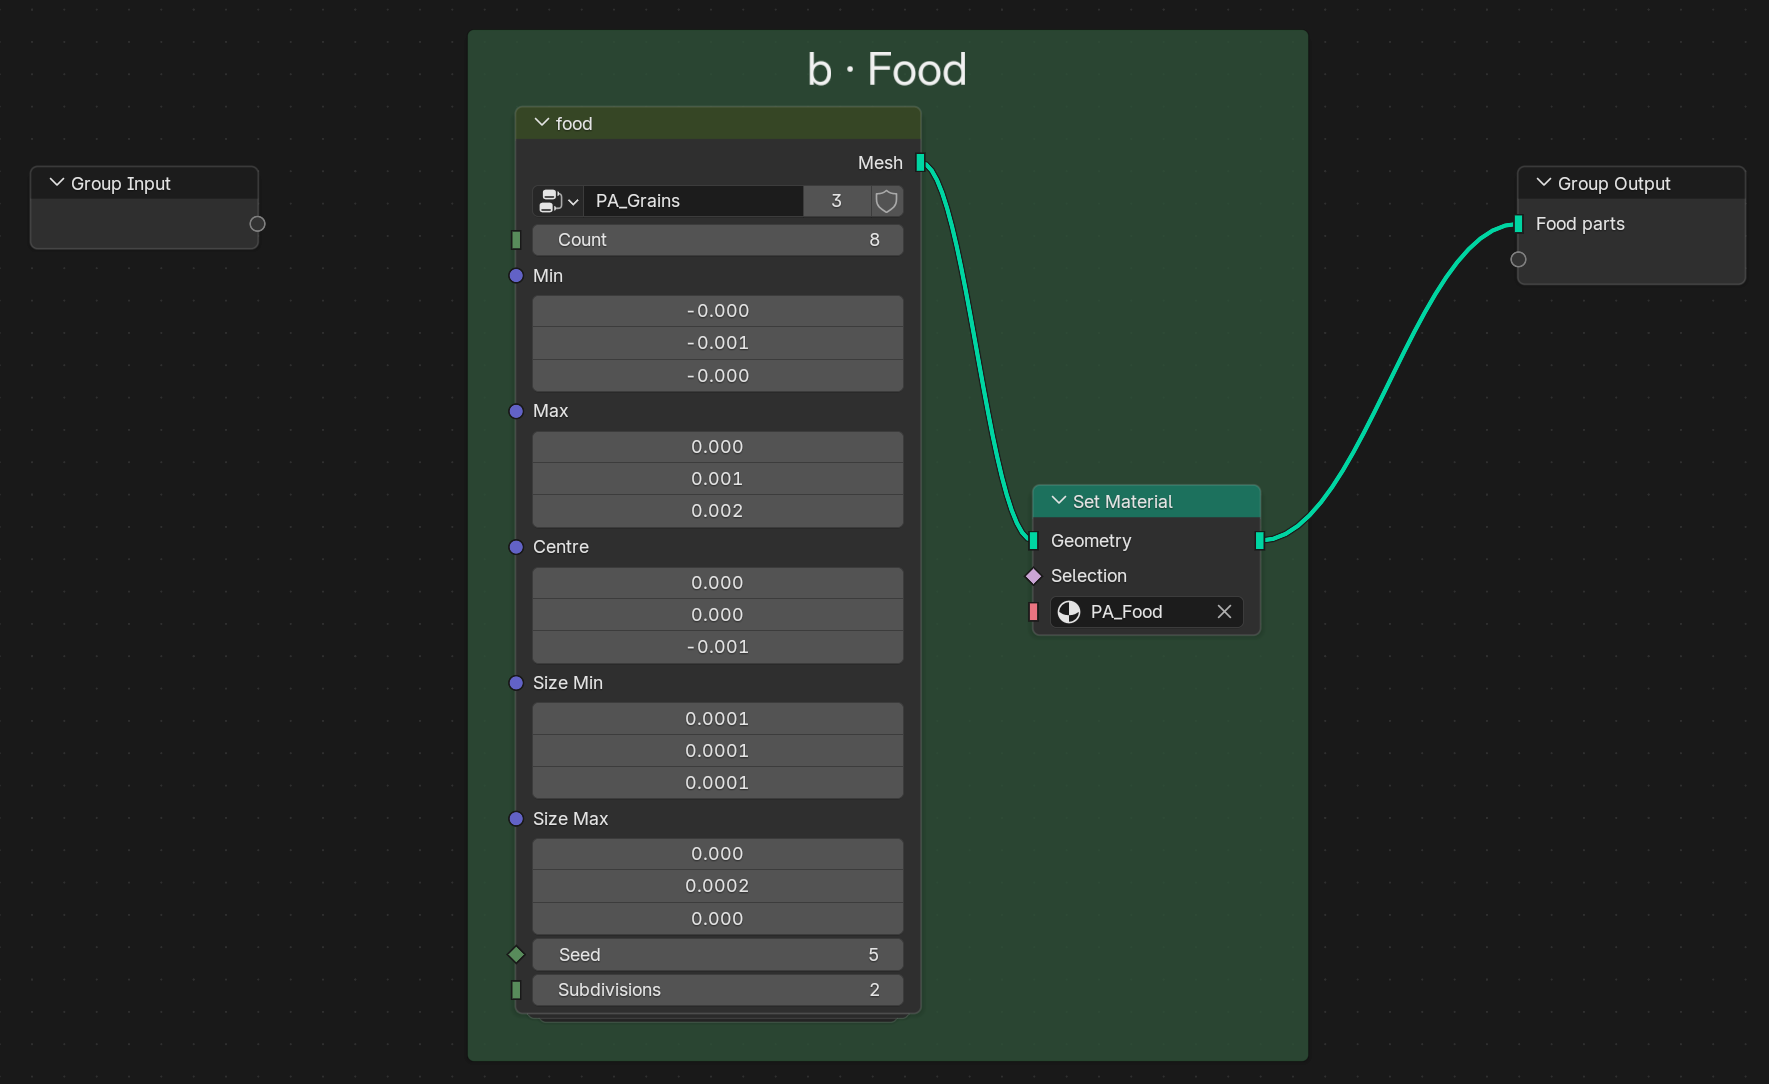 b · Food
food
Mesh
Group Input
Group Output
PA_Grains 3
Food parts
Count 8
Min
-0.000
-0.001
-0.000
Max
0.000
0.001
0.002
Set Material
Geometry
Centre
Selection
0.000
PA_Food
0.000
-0.001
Size Min
0.0001
0.0001
0.0001
Size Max
0.000
0.0002
0.000
Seed 5
Subdivisions 2